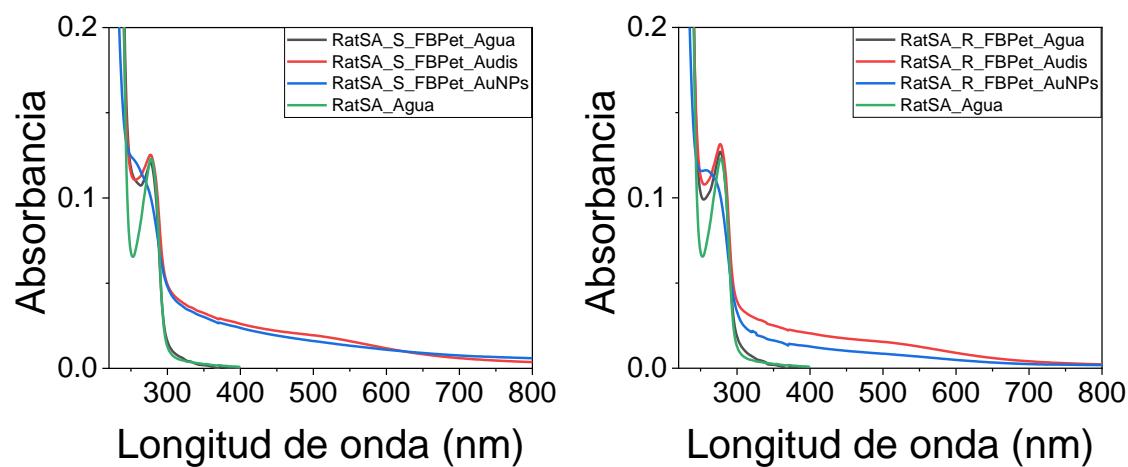 0.2
0.1
0.0
Absorbancia
300 400 500 600 700 800
Longitud de onda (nm)
RatSA_S_FBPet_Agua
RatSA_S_FBPet_Audis
RatSA_S_FBPet_AuNPs
RatSA_Agua
0.2
0.1
0.0
Absorbancia
300 400 500 600 700 800
Longitud de onda (nm)
RatSA_R_FBPet_Agua
RatSA_R_FBPet_Audis
RatSA_R_FBPet_AuNPs
RatSA_Agua